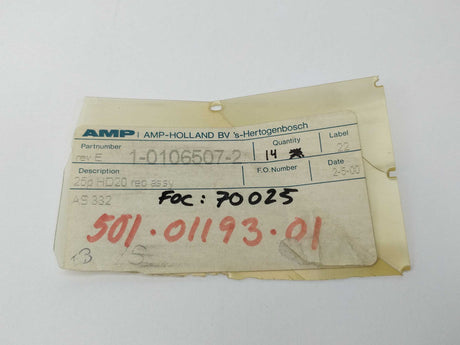 AMP | AMP-HOLLAND BV 's-Hertogenbosch
Partnumber Quantity Label
rev.E 1-0106507-2 14 22
Description F.O.Number Date
25p HD20 rec assy 2-5-00
AS 332 FOC: 70025
501-01193-01